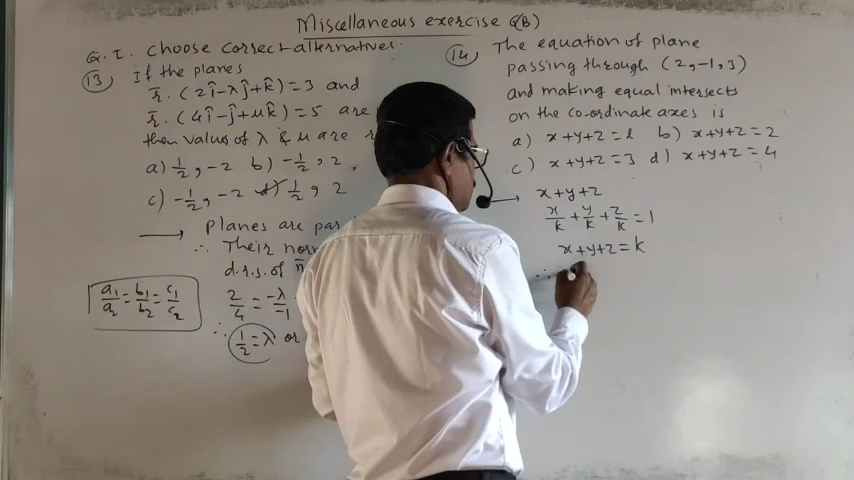 Miscellaneous exercise 6(B)
Q. I. Choose correct alternatives.
13) If the planes
r̅. (2î-λĵ+k̂) = 3 and
r̅. (4î-ĵ+μk̂) = 5 are
then values of λ & μ are
a) 1/2, -2 b) -1/2, 2
c) -1/2, -2 d) 1/2, 2
→ Planes are
∴ Their
d.r.s. of
a₁/a₂ = b₁/b₂ = c₁/c₂
2/4 = -λ/-1
∴ 1/2 = λ or
14) The equation of plane
passing through (2, -1, 3)
and making equal intersects
on the co-ordinate axes is
a) x+y+z = 1 b) x+y+z = 2
c) x+y+z = 3 d) x+y+z = 4
→ x+y+z
x/k + y/k + z/k = 1
x+y+z = k
∴